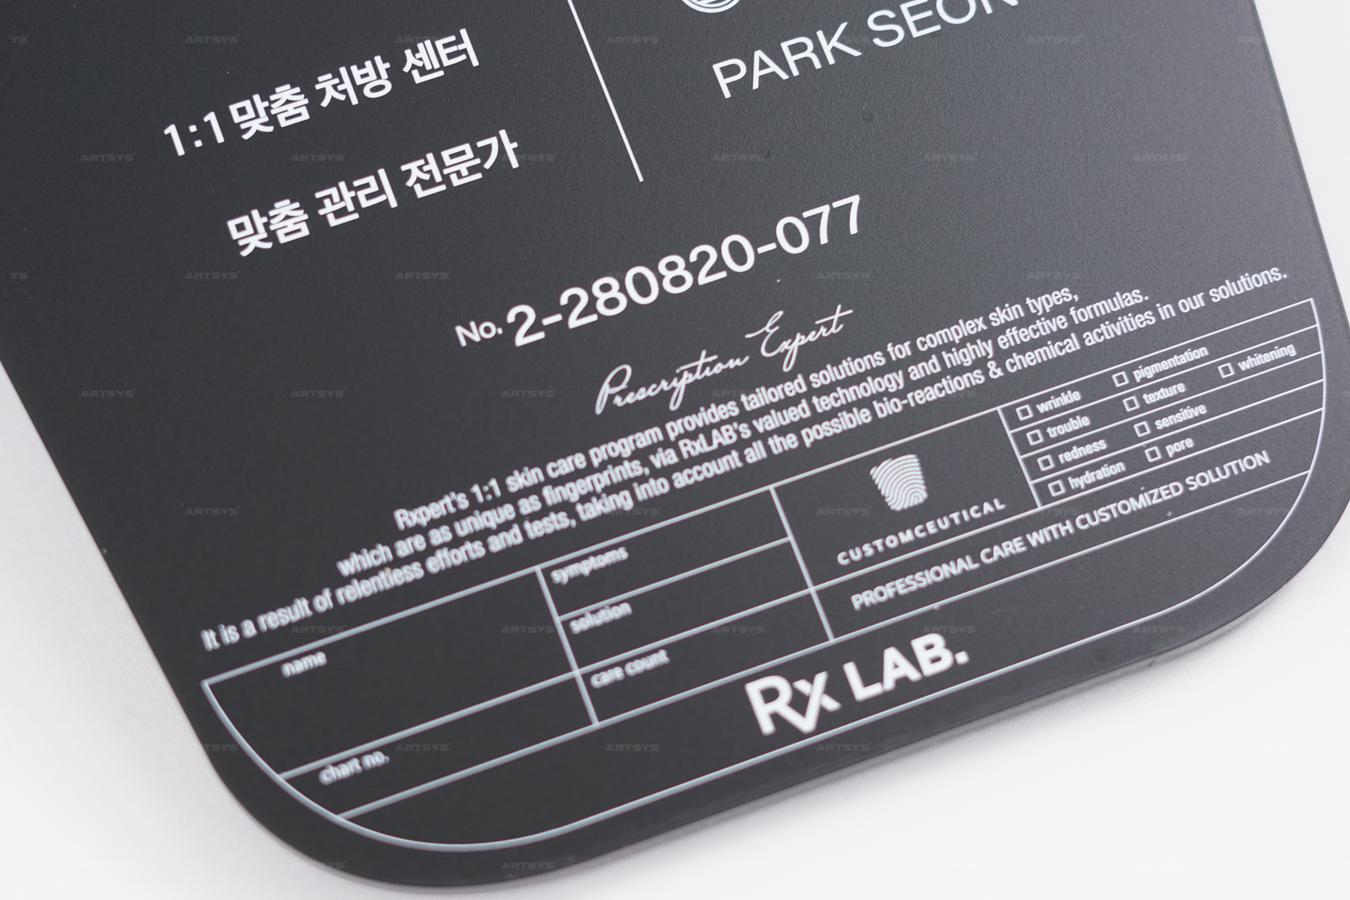 1:1 맞춤 처방 센터
맞춤 관리 전문가
PARK SEON
No. 2-280820-077
Prescription Expert
Rxpert's 1:1 skin care program provides tailored solutions for complex skin types,
which are as unique as fingerprints, via RxLAB's valued technology and highly effective formulas.
It is a result of relentless efforts and tests, taking into account all the possible bio-reactions & chemical activities in our solutions.
name
chart no.
symptoms
solution
care count
CUSTOMCEUTICAL
wrinkle pigmentation
trouble texture whitening
redness sensitive
hydration pore
PROFESSIONAL CARE WITH CUSTOMIZED SOLUTION
Rx LAB.
ARTSYS